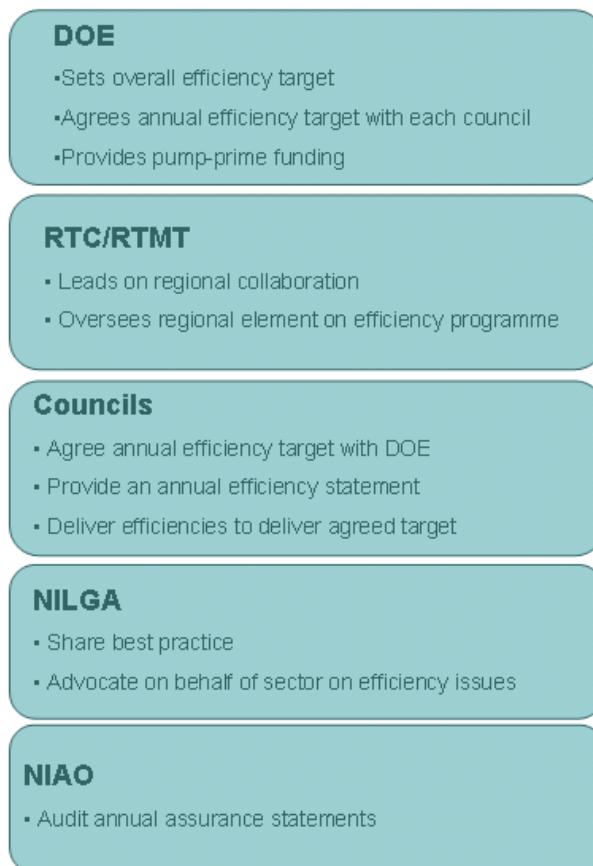 DOE
▪Sets overall efficiency target
▪Agrees annual efficiency target with each council
▪Provides pump-prime funding
RTC/RTMT
▪ Leads on regional collaboration
▪ Oversees regional element on efficiency programme
Councils
▪ Agree annual efficiency target with DOE
▪ Provide an annual efficiency statement
▪ Deliver efficiencies to deliver agreed target
NILGA
▪ Share best practice
▪ Advocate on behalf of sector on efficiency issues
NIAO
▪ Audit annual assurance statements